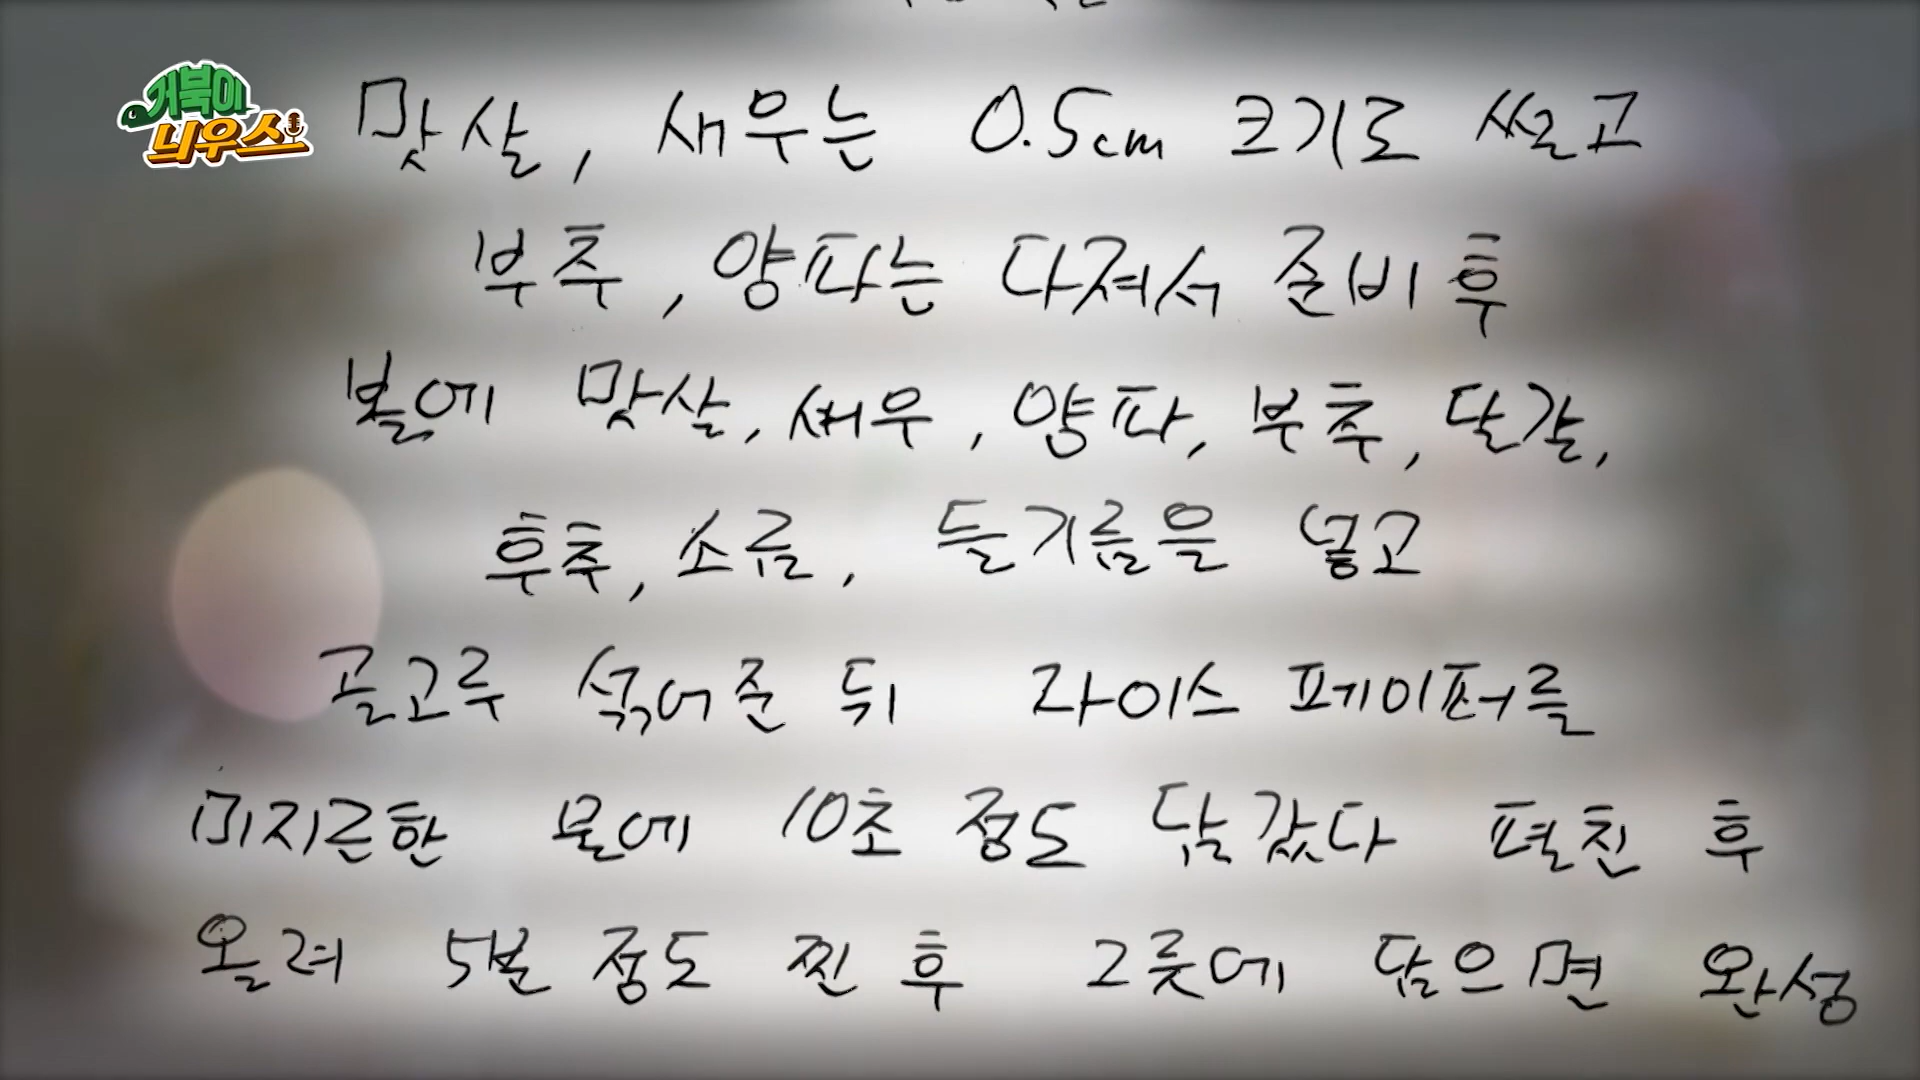 거북이
늬우스
맛살, 새우는 0.5cm 크기로 썰고
부추, 양파는 다져서 준비 후
볼에 맛살, 새우, 양파, 부추, 달걀,
후추, 소금, 들기름을 넣고
골고루 섞어준 뒤 라이스 페이퍼를
미지근한 물에 10초 정도 담갔다 펼친 후
올려 5분 정도 찐 후 그릇에 담으면 완성